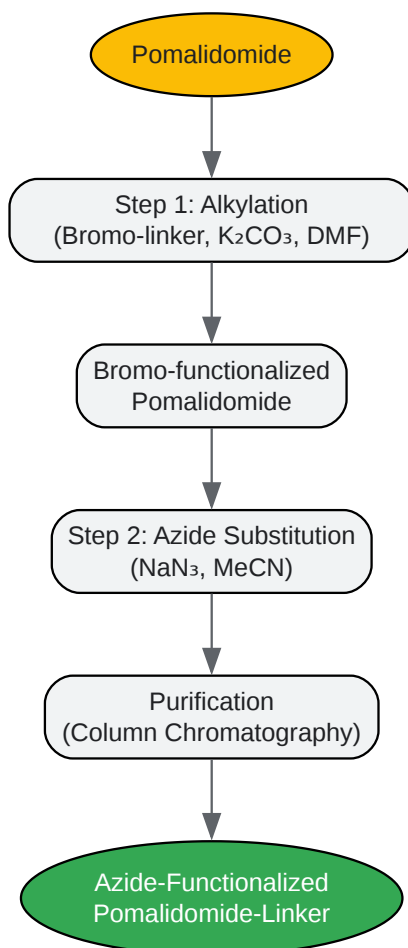 Pomalidomide
Step 1: Alkylation
(Bromo-linker, K₂CO₃, DMF)
Bromo-functionalized
Pomalidomide
Step 2: Azide Substitution
(NaN₃, MeCN)
Purification
(Column Chromatography)
Azide-Functionalized
Pomalidomide-Linker